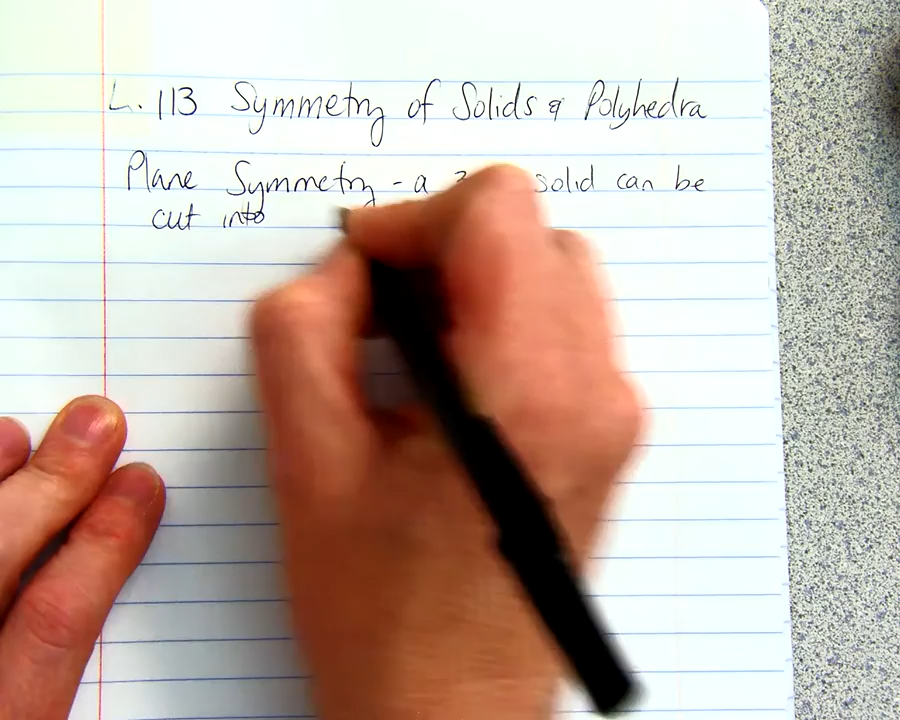 L. 113 Symmetry of Solids & Polyhedra
Plane Symmetry - a solid can be
cut into